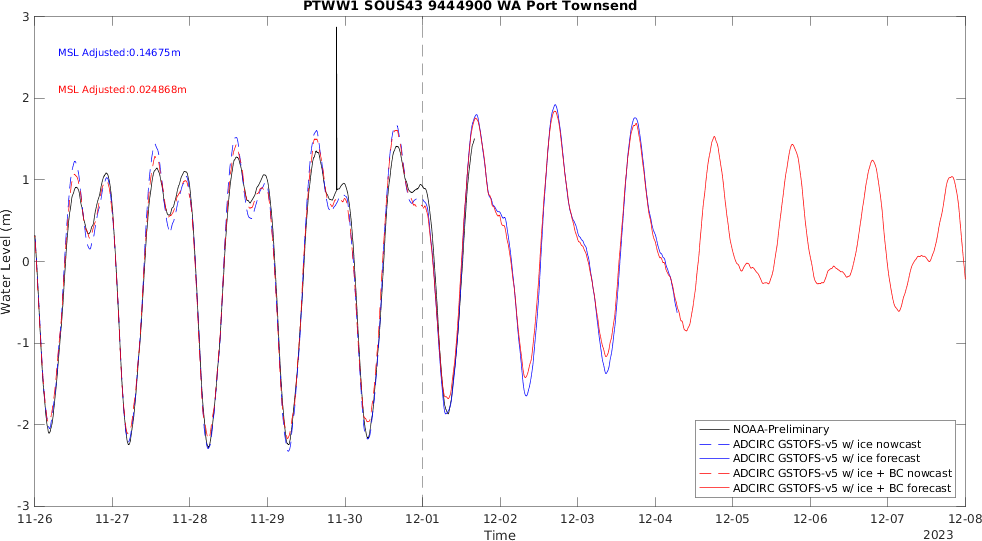 PTWW1 SOUS43 9444900 WA Port Townsend
MSL Adjusted:0.14675m
MSL Adjusted:0.024868m
Water Level (m)
3
2
1
0
-1
-2
-3
NOAA-Preliminary
ADCIRC GSTOFS-v5 w/ ice nowcast
ADCIRC GSTOFS-v5 w/ ice forecast
ADCIRC GSTOFS-v5 w/ ice + BC nowcast
ADCIRC GSTOFS-v5 w/ ice + BC forecast
11-26 11-27 11-28 11-29 11-30 12-01 12-02 12-03 12-04 12-05 12-06 12-07 12-08
Time
2023